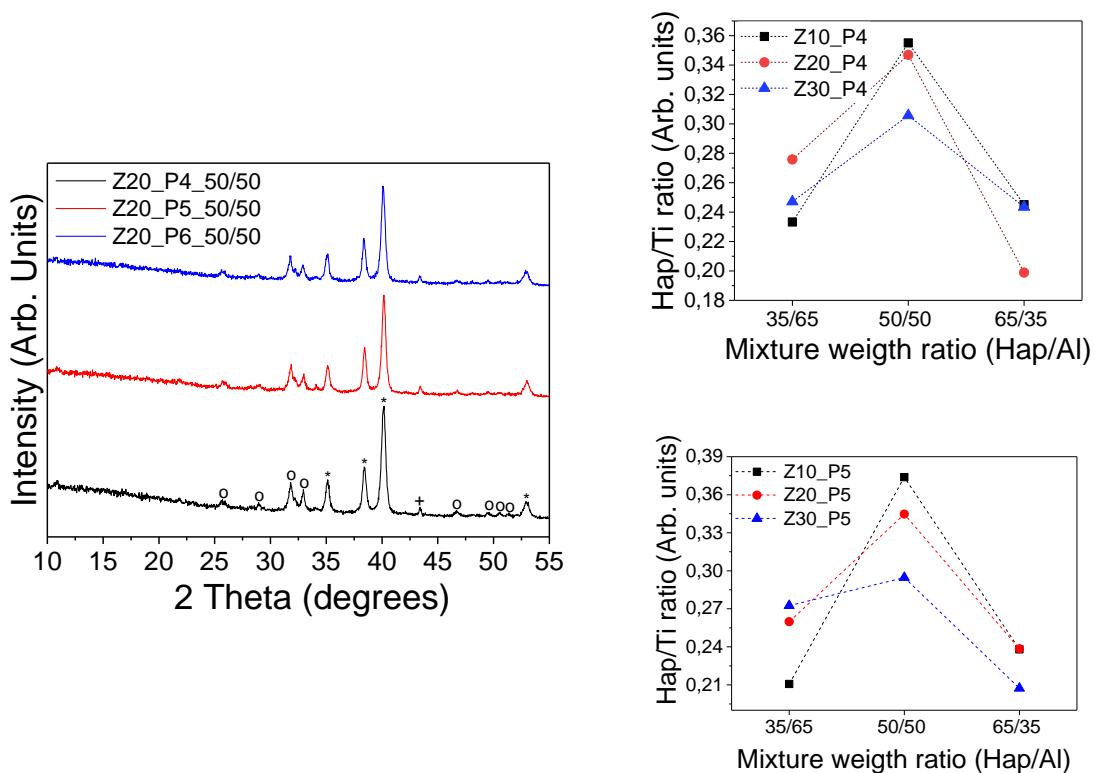 Z20_P4_50/50
Z20_P5_50/50
Z20_P6_50/50
Intensity (Arb. Units)
o
o
o
o
*
*
*
+
o
o
o
o
*
10 15 20 25 30 35 40 45 50 55
2 Theta (degrees)
Z10_P4
Z20_P4
Z30_P4
Hap/Ti ratio (Arb. units)
0,36
0,34
0,30
0,28
0,26
0,24
0,22
0,20
0,18
35/65 50/50 65/35
Mixture weigth ratio (Hap/Al)
Z10_P5
Z20_P5
Z30_P5
Hap/Ti ratio (Arb. units)
0,39
0,36
0,33
0,30
0,27
0,24
0,21
35/65 50/50 65/35
Mixture weigth ratio (Hap/Al)